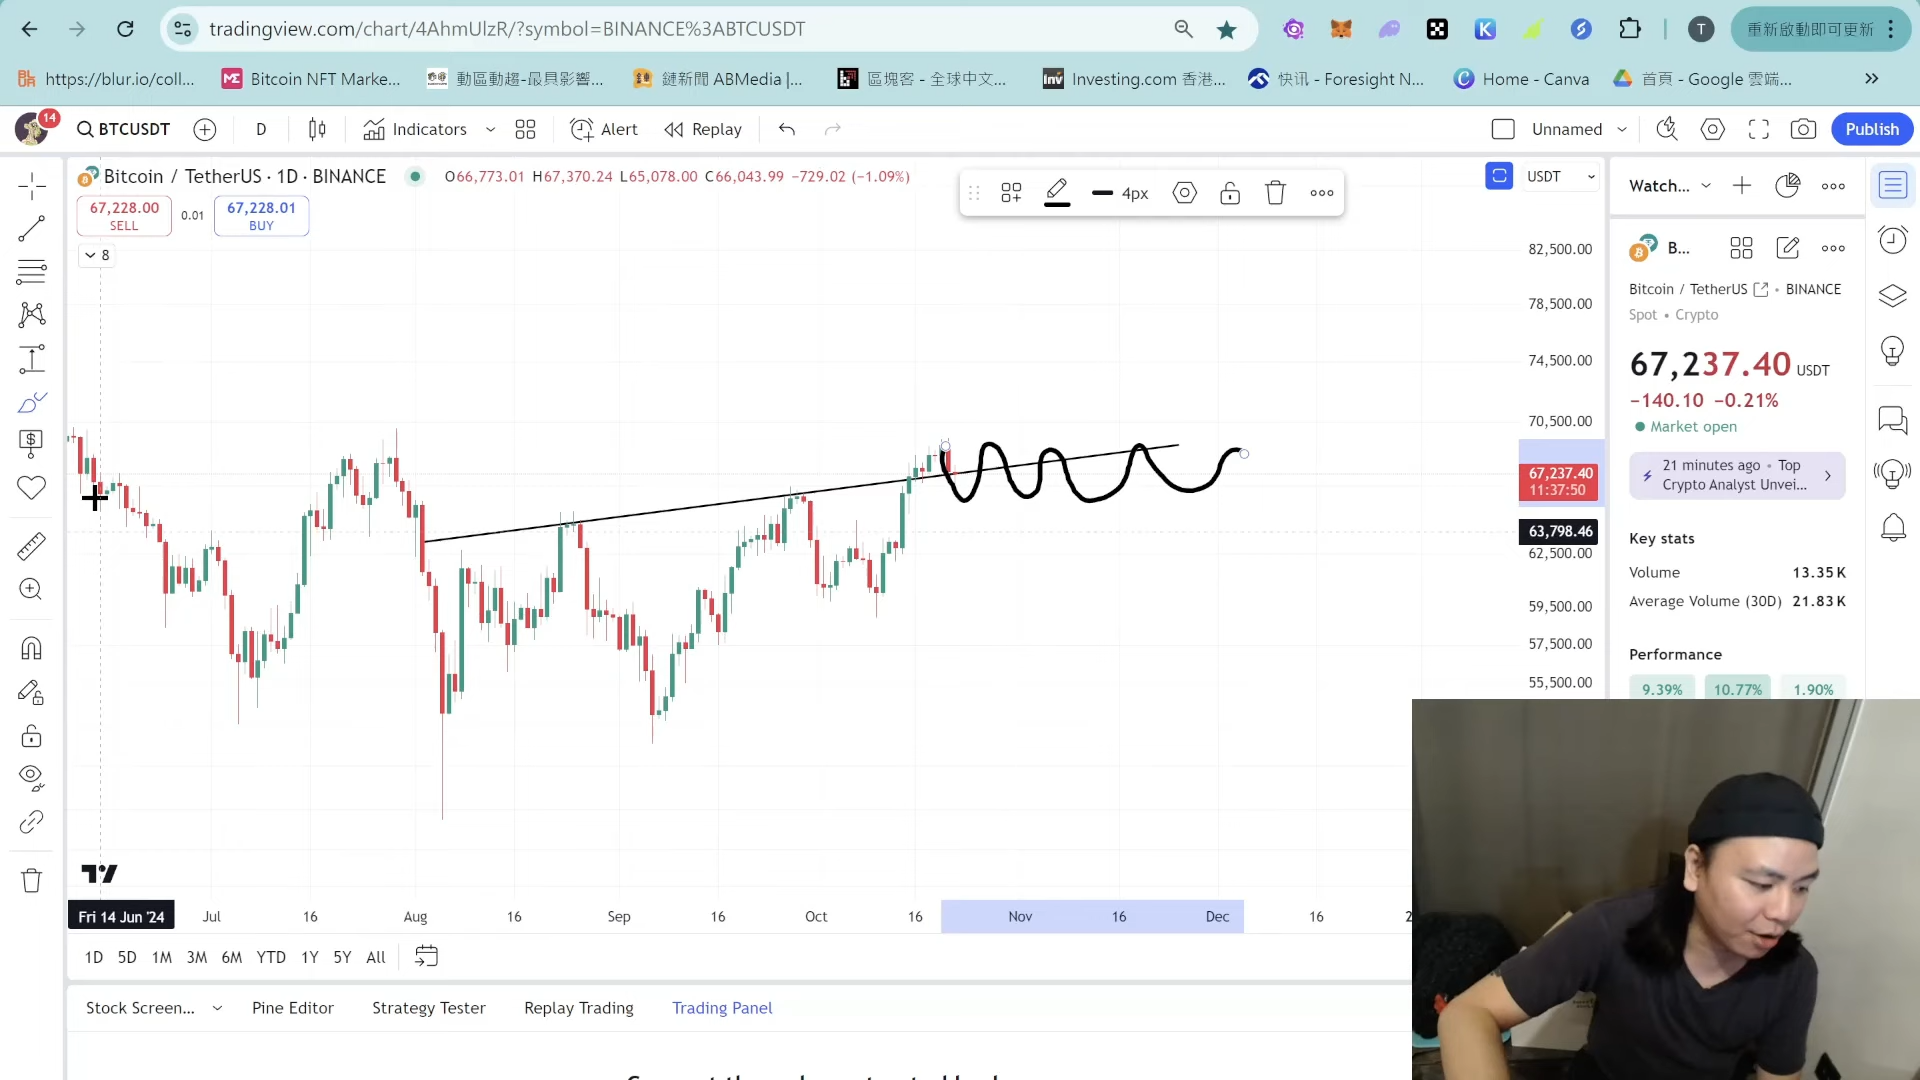 tradingview.com/chart/4AhmUlzR/?symbol=BINANCE%3ABTCUSDT
T
重新啟動即可更新
https://blur.io/coll...
Bitcoin NFT Marke...
動區動趨-最具影響...
鏈新聞 ABMedia |...
區塊客 - 全球中文...
Investing.com 香港...
快讯 - Foresight N...
Home - Canva
首頁 - Google 雲端...
14
BTCUSDT
D
Indicators
Alert
Replay
Unnamed
Publish
Bitcoin / TetherUS · 1D · BINANCE
O66,773.01 H67,370.24 L65,078.00 C66,043.99 −729.02 (−1.09%)
67,228.00
SELL
0.01
67,228.01
BUY
8
4px
USDT
82,500.00
78,500.00
74,500.00
70,500.00
67,237.40
11:37:50
63,798.46
62,500.00
59,500.00
57,500.00
55,500.00
Fri 14 Jun '24
Jul
16
Aug
16
Sep
16
Oct
16
Nov
16
Dec
16
2
1D 5D 1M 3M 6M YTD 1Y 5Y All
Stock Screen...
Pine Editor
Strategy Tester
Replay Trading
Trading Panel
Watch...
B...
Bitcoin / TetherUS • BINANCE
Spot • Crypto
67,237.40 USDT
−140.10 −0.21%
Market open
21 minutes ago • Top
Crypto Analyst Unvei...
Key stats
Volume 13.35K
Average Volume (30D) 21.83K
Performance
9.39% 10.77% 1.90%